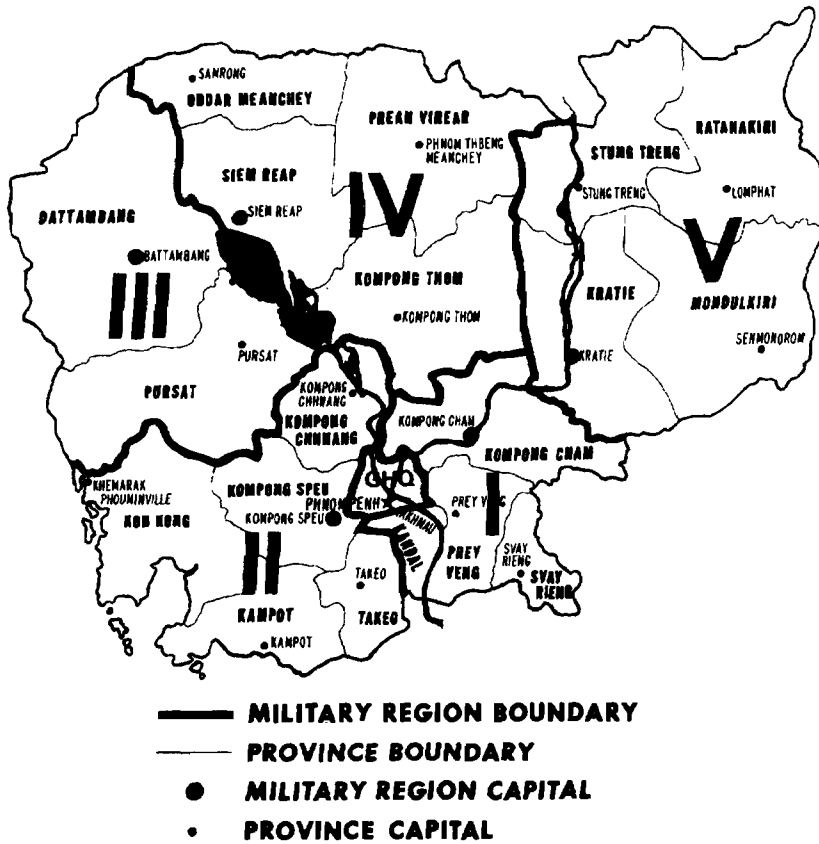 SAMRONG
ODDAR MEANCHEY
PREAH VIREAR
PHNOM THBENG
MEANCHEY
STUNG TRENG
RATANAKIRI
SIEM REAP
SIEM REAP
IV
STUNG TRENG
LOMPHAT
BATTAMBANG
BATTAMBANG
III
KOMPONG THOM
KOMPONG THOM
KRATIE
KRATIE
V
MONDULKIRI
SENMONOROM
PURSAT
PURSAT
KOMPONG
CHHNANG
KOMPONG
CHHNANG
KOMPONG CHAM
KOMPONG CHAM
KHEMARAK
PHOUMINVILLE
KOH KONG
KOMPONG SPEU
KOMPONG SPEU
GHQ
PHNOM PENH
KANDAL
PREY
VENG
I
SVAY
RIENG
SVAY
RIENG
II
TAKEO
TAKEO
KAMPOT
KAMPOT
MILITARY REGION BOUNDARY
PROVINCE BOUNDARY
MILITARY REGION CAPITAL
PROVINCE CAPITAL